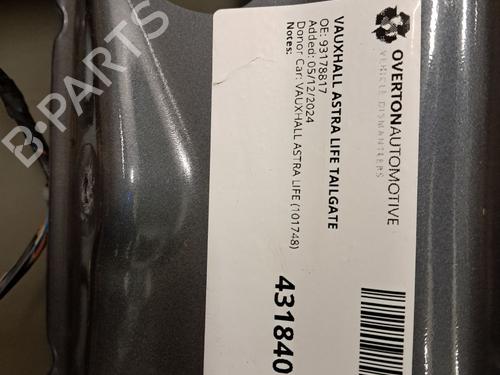 OVERTONAUTOMOTIVE
VEHICLE DISMANTLERS
VAUXHALL ASTRA LIFE TAILGATE
OE: 93178817
Added: 05/12/2024
Donor Car: VAUXHALL ASTRA LIFE (101748)
Notes:
431840
B-PARTS